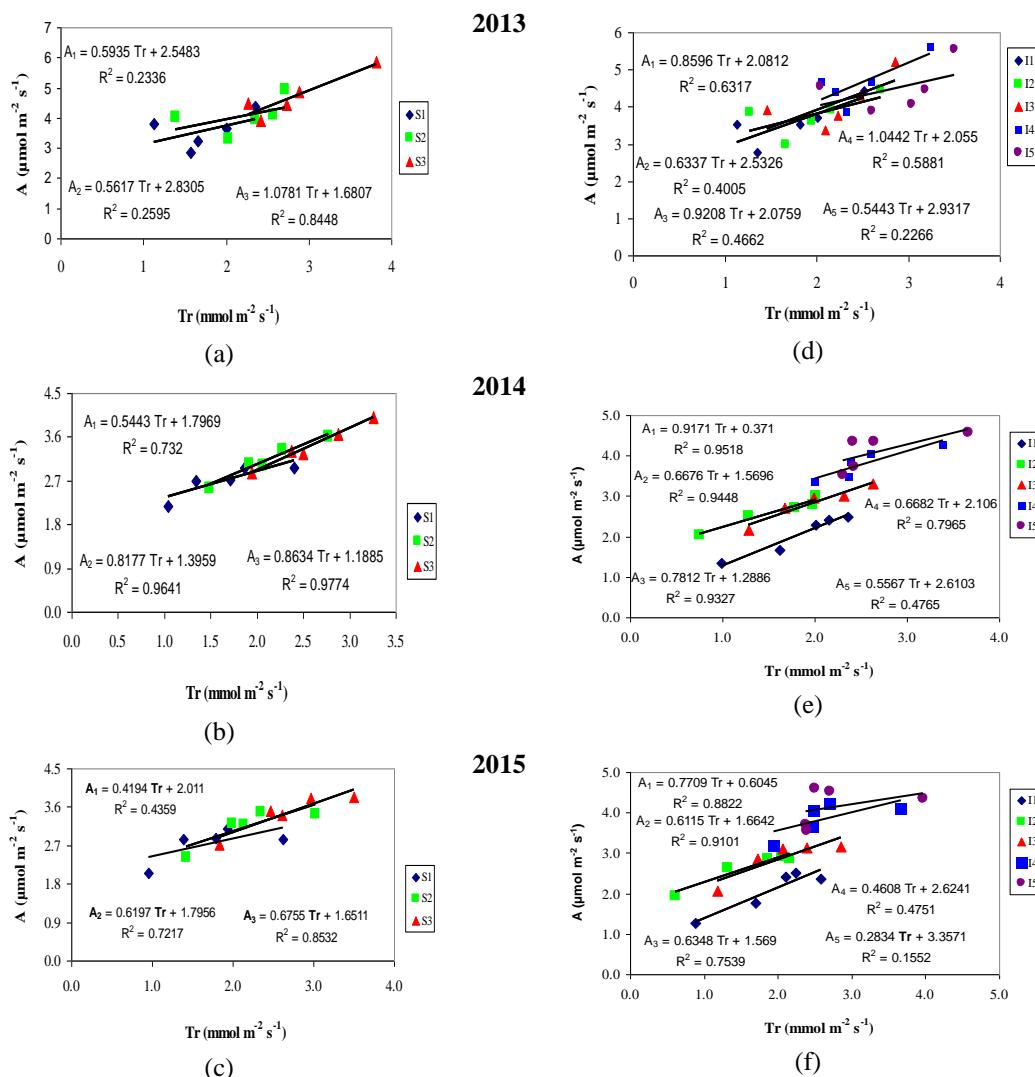 2013
7
6
5
4
3
2
1
0
A (μmol m⁻² s⁻¹)
A₁ = 0.5935 Tr + 2.5483
R² = 0.2336
A₂ = 0.5617 Tr + 2.8305
R² = 0.2595
A₃ = 1.0781 Tr + 1.6807
R² = 0.8448
0 1 2 3 4
Tr (mmol m⁻² s⁻¹)
S1
S2
S3
(a)
6
5
4
3
2
1
0
A (μmol m⁻² s⁻¹)
A₁ = 0.8596 Tr + 2.0812
R² = 0.6317
A₄ = 1.0442 Tr + 2.055
R² = 0.5881
A₂ = 0.6337 Tr + 2.5326
R² = 0.4005
A₃ = 0.9208 Tr + 2.0759
R² = 0.4662
A₅ = 0.5443 Tr + 2.9317
R² = 0.2266
0 1 2 3 4
Tr (mmol m⁻² s⁻¹)
I1
I2
I3
I4
I5
(d)
2014
4.5
3.6
2.7
1.8
0.9
0.0
A (μmol m⁻² s⁻¹)
A₁ = 0.5443 Tr + 1.7969
R² = 0.732
A₂ = 0.8177 Tr + 1.3959
R² = 0.9641
A₃ = 0.8634 Tr + 1.1885
R² = 0.9774
0.0 0.5 1.0 1.5 2.0 2.5 3.0 3.5
Tr (mmol m⁻² s⁻¹)
S1
S2
S3
(b)
5.0
4.0
3.0
2.0
1.0
0.0
A (μmol m⁻² s⁻¹)
A₁ = 0.9171 Tr + 0.371
R² = 0.9518
A₂ = 0.6676 Tr + 1.5696
R² = 0.9448
A₄ = 0.6682 Tr + 2.106
R² = 0.7965
A₃ = 0.7812 Tr + 1.2886
R² = 0.9327
A₅ = 0.5567 Tr + 2.6103
R² = 0.4765
0.0 1.0 2.0 3.0 4.0
Tr (mmol m⁻² s⁻¹)
I1
I2
I3
I4
I5
(e)
2015
4.5
3.6
2.7
1.8
0.9
0.0
A (μmol m⁻² s⁻¹)
A₁ = 0.4194 Tr + 2.011
R² = 0.4359
A₂ = 0.6197 Tr + 1.7956
R² = 0.7217
A₃ = 0.6755 Tr + 1.6511
R² = 0.8532
0.0 1.0 2.0 3.0 4.0
Tr (mmol m⁻² s⁻¹)
S1
S2
S3
(c)
5.0
4.0
3.0
2.0
1.0
0.0
A (μmol m⁻² s⁻¹)
A₁ = 0.7709 Tr + 0.6045
R² = 0.8822
A₂ = 0.6115 Tr + 1.6642
R² = 0.9101
A₄ = 0.4608 Tr + 2.6241
R² = 0.4751
A₃ = 0.6348 Tr + 1.569
R² = 0.7539
A₅ = 0.2834 Tr + 3.3571
R² = 0.1552
0.0 1.0 2.0 3.0 4.0 5.0
Tr (mmol m⁻² s⁻¹)
I1
I2
I3
I4
I5
(f)